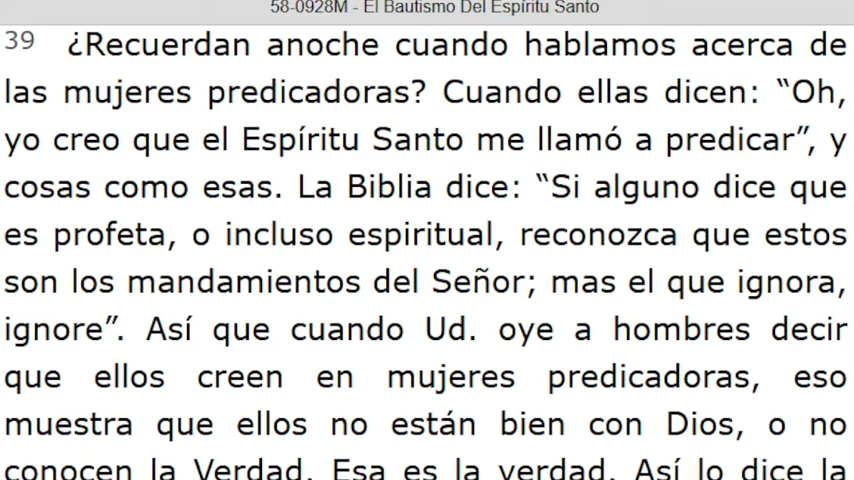 58-0928M - El Bautismo Del Espíritu Santo
39 ¿Recuerdan anoche cuando hablamos acerca de
las mujeres predicadoras? Cuando ellas dicen: “Oh,
yo creo que el Espíritu Santo me llamó a predicar”, y
cosas como esas. La Biblia dice: “Si alguno dice que
es profeta, o incluso espiritual, reconozca que estos
son los mandamientos del Señor; mas el que ignora,
ignore”. Así que cuando Ud. oye a hombres decir
que ellos creen en mujeres predicadoras, eso
muestra que ellos no están bien con Dios, o no
conocen la Verdad. Esa es la verdad. Así lo dice la